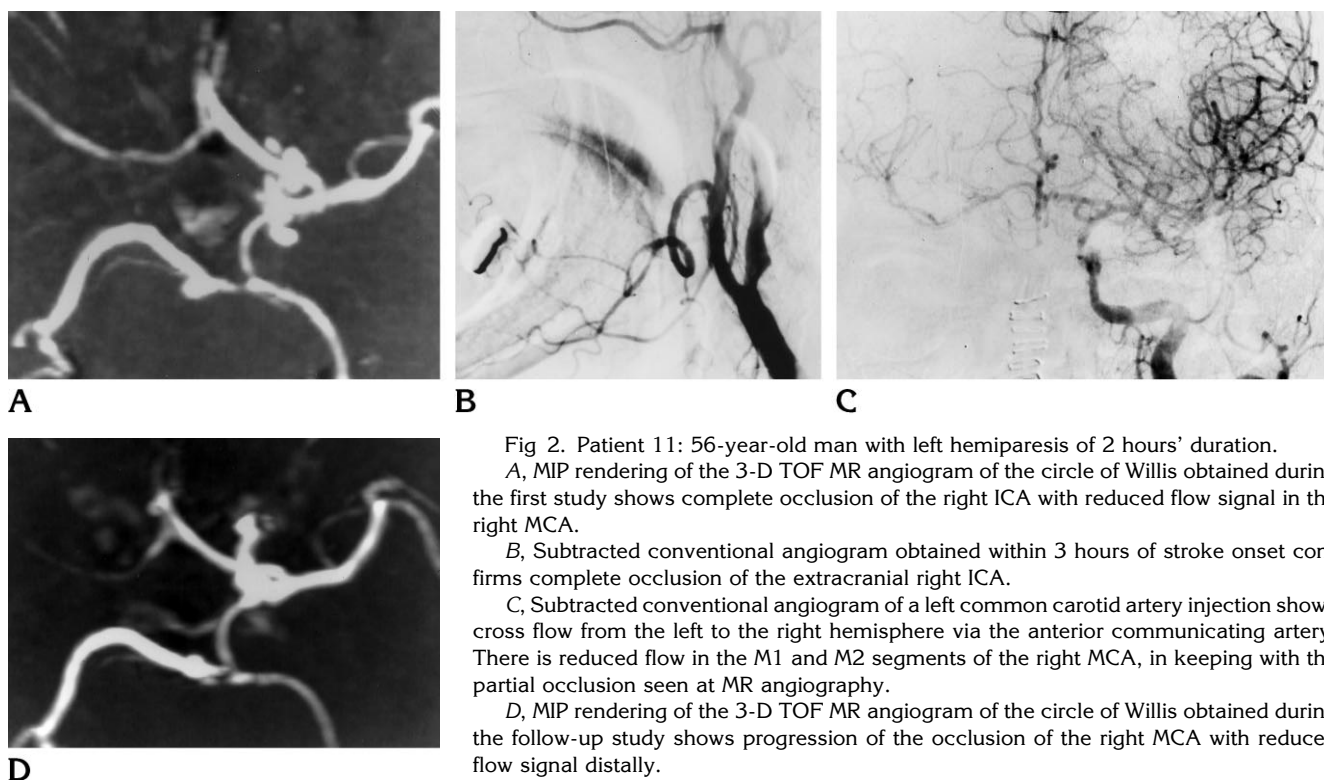 A
B
C
D
Fig 2. Patient 11: 56-year-old man with left hemiparesis of 2 hours' duration.
A, MIP rendering of the 3-D TOF MR angiogram of the circle of Willis obtained durin
the first study shows complete occlusion of the right ICA with reduced flow signal in th
right MCA.
B, Subtracted conventional angiogram obtained within 3 hours of stroke onset con
firms complete occlusion of the extracranial right ICA.
C, Subtracted conventional angiogram of a left common carotid artery injection show
cross flow from the left to the right hemisphere via the anterior communicating artery
There is reduced flow in the M1 and M2 segments of the right MCA, in keeping with th
partial occlusion seen at MR angiography.
D, MIP rendering of the 3-D TOF MR angiogram of the circle of Willis obtained durin
the follow-up study shows progression of the occlusion of the right MCA with reduce
flow signal distally.